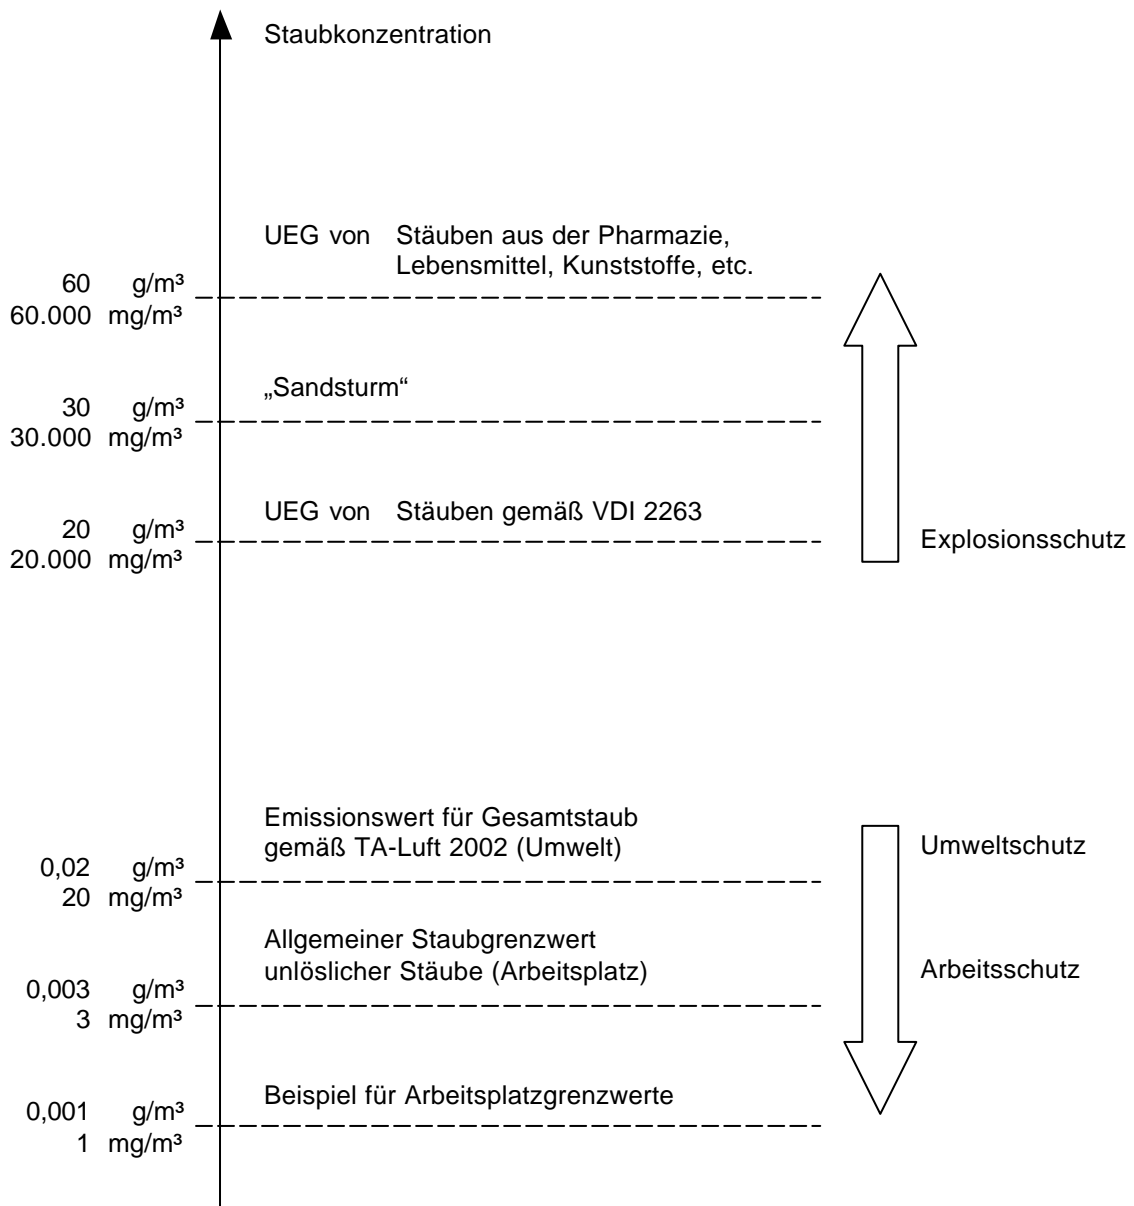 Staubkonzentration
UEG von Stäuben aus der Pharmazie,
Lebensmittel, Kunststoffe, etc.
60 g/m³
60.000 mg/m³
„Sandsturm“
30 g/m³
30.000 mg/m³
UEG von Stäuben gemäß VDI 2263
20 g/m³
20.000 mg/m³
Explosionsschutz
Emissionswert für Gesamtstaub
gemäß TA-Luft 2002 (Umwelt)
Umweltschutz
0,02 g/m³
20 mg/m³
Allgemeiner Staubgrenzwert
unlöslicher Stäube (Arbeitsplatz)
Arbeitsschutz
0,003 g/m³
3 mg/m³
Beispiel für Arbeitsplatzgrenzwerte
0,001 g/m³
1 mg/m³